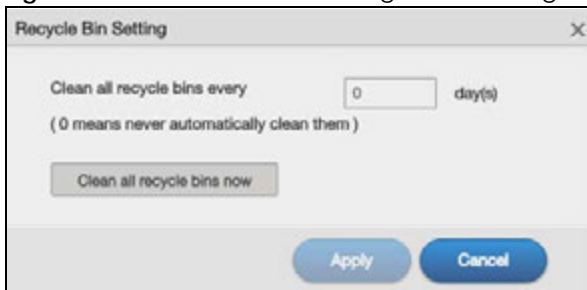 Recycle Bin Setting ×
Clean all recycle bins every 0 day(s)
( 0 means never automatically clean them )
Clean all recycle bins now
Apply Cancel